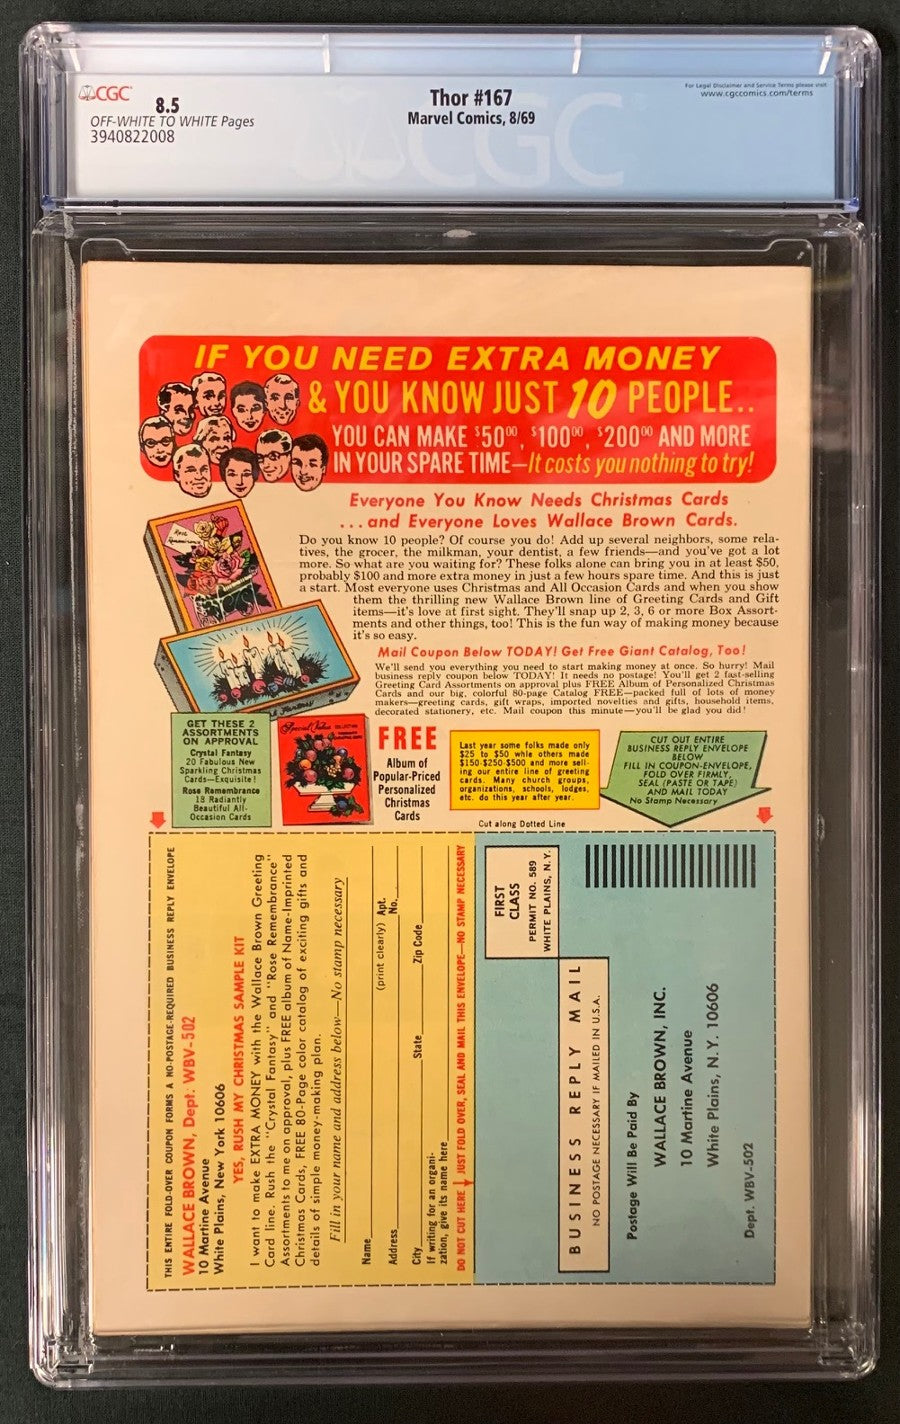 CGC
8.5
OFF-WHITE TO WHITE Pages
3940822008
Thor #167
Marvel Comics, 8/69
For Legal Disclaimer and Service Terms please visit
www.cgccomics.com/terms
CGC
IF YOU NEED EXTRA MONEY
& YOU KNOW JUST 10 PEOPLE..
YOU CAN MAKE $50⁰⁰, $100⁰⁰, $200⁰⁰ AND MORE
IN YOUR SPARE TIME—It costs you nothing to try!
Everyone You Know Needs Christmas Cards
...and Everyone Loves Wallace Brown Cards.
Do you know 10 people? Of course you do! Add up several neighbors, some rela-
tives, the grocer, the milkman, your dentist, a few friends—and you've got a lot
more. So what are you waiting for? These folks alone can bring you in at least $50,
probably $100 and more extra money in just a few hours spare time. And this is just
a start. Most everyone uses Christmas and All Occasion Cards and when you show
them the thrilling new Wallace Brown line of Greeting Cards and Gift
items—it's love at first sight. They'll snap up 2, 3, 6 or more Box Assort-
ments and other things, too! This is the fun way of making money because
it's so easy.
Mail Coupon Below TODAY! Get Free Giant Catalog, Too!
We'll send you everything you need to start making money at once. So hurry! Mail
business reply coupon below TODAY! It needs no postage! You'll get 2 fast-selling
Greeting Card Assortments on approval plus FREE Album of Personalized Christmas
Cards and our big, colorful 80-page Catalog FREE—packed full of lots of money
makers—greeting cards, gift wraps, imported novelties and gifts, household items,
decorated stationery, etc. Mail coupon this minute—you'll be glad you did!
Rose
Remembrance
Fantasy
GET THESE 2
ASSORTMENTS
ON APPROVAL
Crystal Fantasy
20 Fabulous New
Sparkling Christmas
Cards—Exquisite!
Rose Remembrance
18 Radiantly
Beautiful All-
Occasion Cards
Special Value
FREE
Album of
Popular-Priced
Personalized
Christmas
Cards
Last year some folks made only
$25 to $50 while others made
$150-$250-$500 and more sell-
ing our entire line of greeting
cards. Many church groups,
organizations, schools, lodges,
etc. do this year after year.
CUT OUT ENTIRE
BUSINESS REPLY ENVELOPE
BELOW
FILL IN COUPON-ENVELOPE,
FOLD OVER FIRMLY,
SEAL (PASTE OR TAPE)
AND MAIL TODAY
No Stamp Necessary
Cut along Dotted Line
THIS ENTIRE FOLD-OVER COUPON FORMS A NO-POSTAGE-REQUIRED BUSINESS REPLY ENVELOPE
WALLACE BROWN, Dept. WBV-502
10 Martine Avenue
White Plains, New York 10606
YES, RUSH MY CHRISTMAS SAMPLE KIT
I want to make EXTRA MONEY with the Wallace Brown Greeting
Card line. Rush the "Crystal Fantasy" and "Rose Remembrance"
Assortments to me on approval, plus FREE album of Name-Imprinted
Christmas Cards, FREE 80-Page color catalog of exciting gifts and
details of simple money-making plan.
Fill in your name and address below—No stamp necessary
Name
(print clearly)
Address Apt. No.
City State Zip Code
If writing for an organi-
zation, give its name here
DO NOT CUT HERE JUST FOLD OVER, SEAL AND MAIL THIS ENVELOPE—NO STAMP NECESSARY
FIRST
CLASS
PERMIT NO. 589
WHITE PLAINS, N.Y.
BUSINESS REPLY MAIL
NO POSTAGE NECESSARY IF MAILED IN U.S.A.
Postage Will Be Paid By
WALLACE BROWN, INC.
10 Martine Avenue
White Plains, N.Y. 10606
Dept. WBV-502